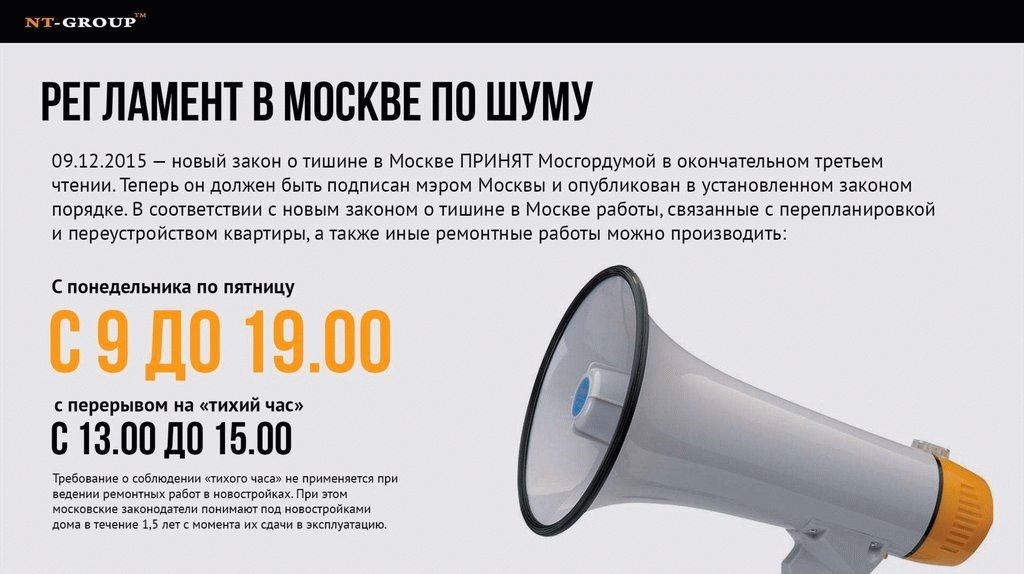 NT-GROUP™
РЕГЛАМЕНТ В МОСКВЕ ПО ШУМУ
09.12.2015 — новый закон о тишине в Москве ПРИНЯТ Мосгордумой в окончательном третьем
чтении. Теперь он должен быть подписан мэром Москвы и опубликован в установленном законом
порядке. В соответствии с новым законом о тишине в Москве работы, связанные с перепланировкой
и переустройством квартиры, а также иные ремонтные работы можно производить:
С понедельника по пятницу
С 9 ДО 19.00
с перерывом на «тихий час»
С 13.00 ДО 15.00
Требование о соблюдении «тихого часа» не применяется при
ведении ремонтных работ в новостройках. При этом
московские законодатели понимают под новостройками
дома в течение 1,5 лет с момента их сдачи в эксплуатацию.